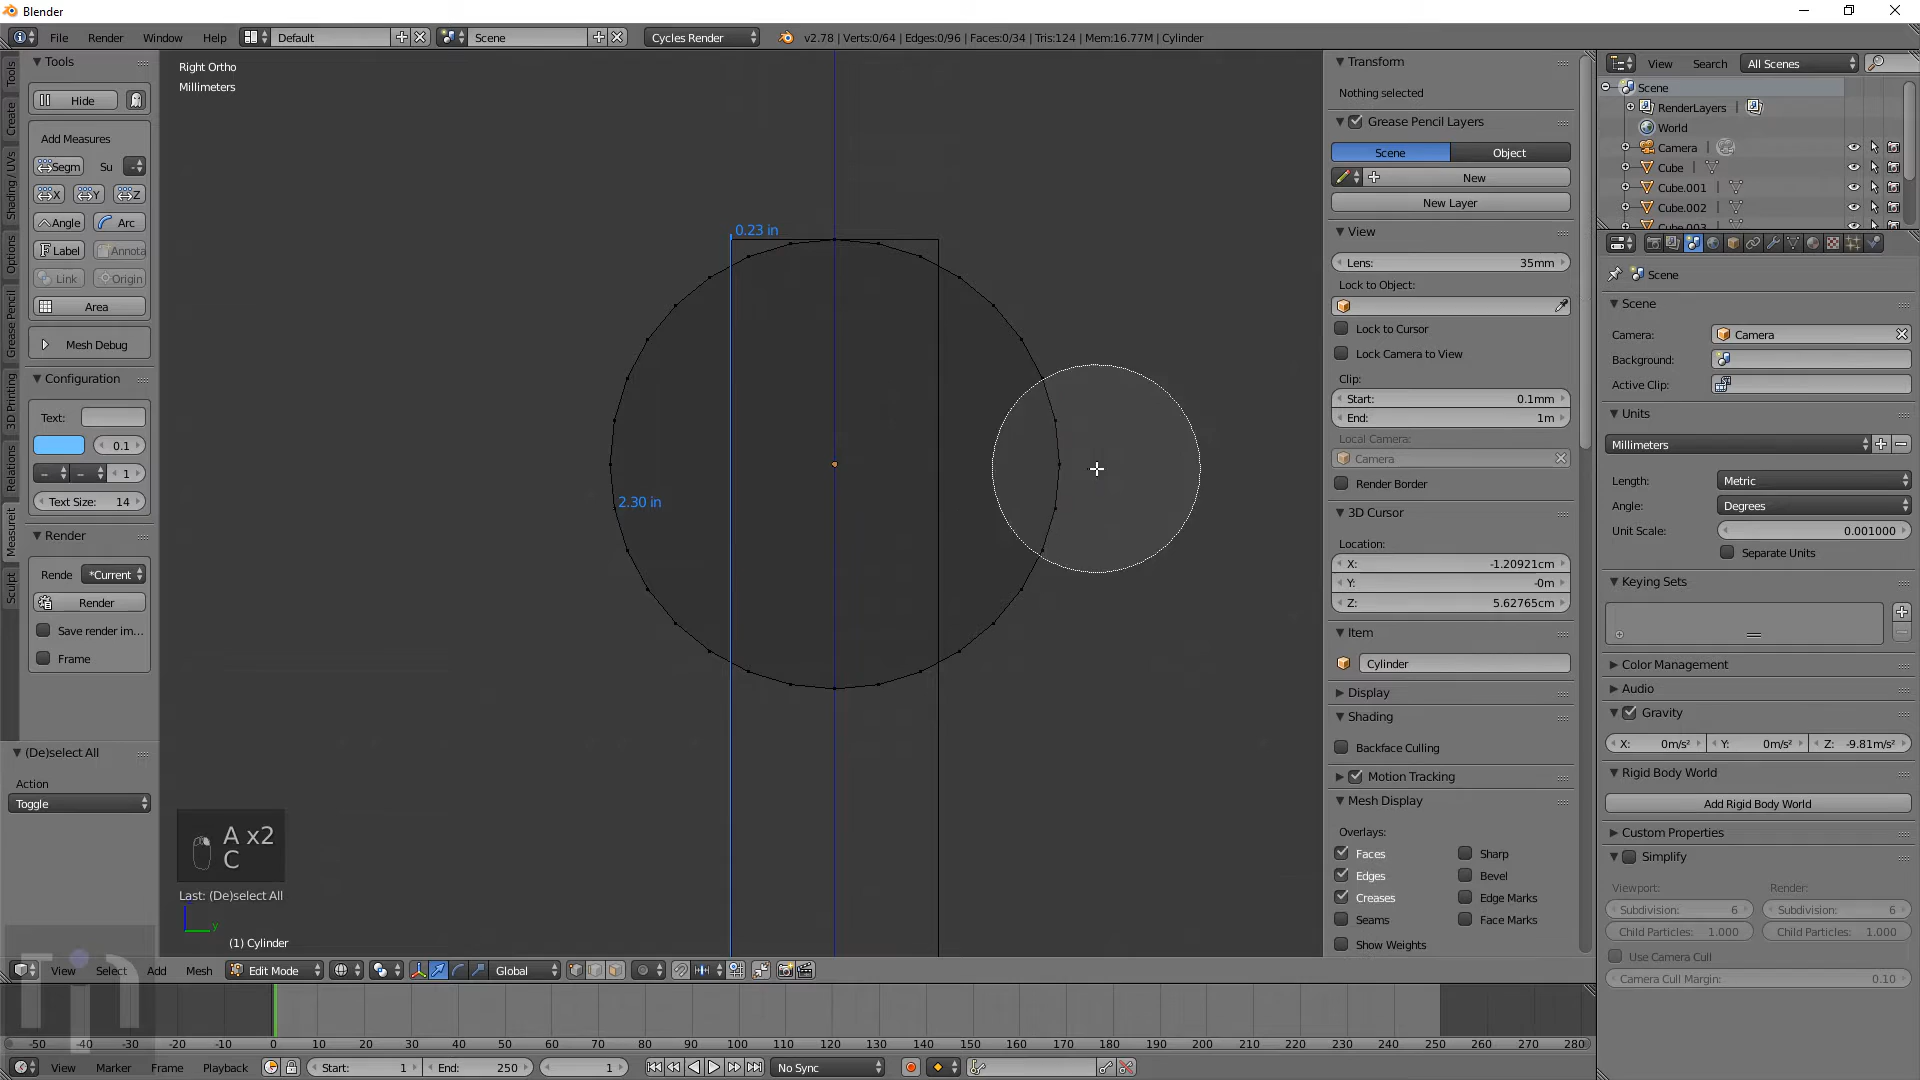 Blender
File Render Window Help Default Scene Cycles Render v2.78 | Verts:0/64 | Edges:0/96 | Faces:0/34 | Tris:124 | Mem:16.77M | Cylinder
Tools
Hide
Add Measures
Segm Su
X Y Z
Angle Arc
Label Annota
Link Origin
Area
Mesh Debug
Configuration
Text:
0.1
1
Text Size: 14
Render
Rende *Current
Render
Save render im...
Frame
(De)select All
Action
Toggle
Tools
Create
Shading / UVs
Options
Grease Pencil
3D Printing
Relations
Measureit
Sculpt
Right Ortho
Millimeters
0.23 in
2.30 in
A x2
C
Last: (De)select All
y
(1) Cylinder
View Select Add Mesh Edit Mode Global
Transform
Nothing selected
Grease Pencil Layers
Scene Object
New
New Layer
View
Lens: 35mm
Lock to Object:
Lock to Cursor
Lock Camera to View
Clip:
Start: 0.1mm
End: 1m
Local Camera:
Camera
Render Border
3D Cursor
Location:
X: -1.20921cm
Y: -0m
Z: 5.62765cm
Item
Cylinder
Display
Shading
Backface Culling
Motion Tracking
Mesh Display
Overlays:
Faces Sharp
Edges Bevel
Creases Edge Marks
Seams Face Marks
Show Weights
View Search All Scenes
Scene
RenderLayers
World
Camera
Cube
Cube.001
Cube.002
Scene
Scene
Camera: Camera
Background:
Active Clip:
Units
Millimeters
Length: Metric
Angle: Degrees
Unit Scale: 0.001000
Separate Units
Keying Sets
Color Management
Audio
Gravity
X: 0m/s² Y: 0m/s² Z: -9.81m/s²
Rigid Body World
Add Rigid Body World
Custom Properties
Simplify
Viewport: Render:
Subdivision: 6 Subdivision: 6
Child Particles: 1.000 Child Particles: 1.000
Use Camera Cull
Camera Cull Margin: 0.10
-50 -40 -30 -20 -10 0 10 20 30 40 50 60 70 80 90 100 110 120 130 140 150 160 170 180 190 200 210 220 230 240 250 260 270 280
View Marker Frame Playback Start: 1 End: 250 1 No Sync